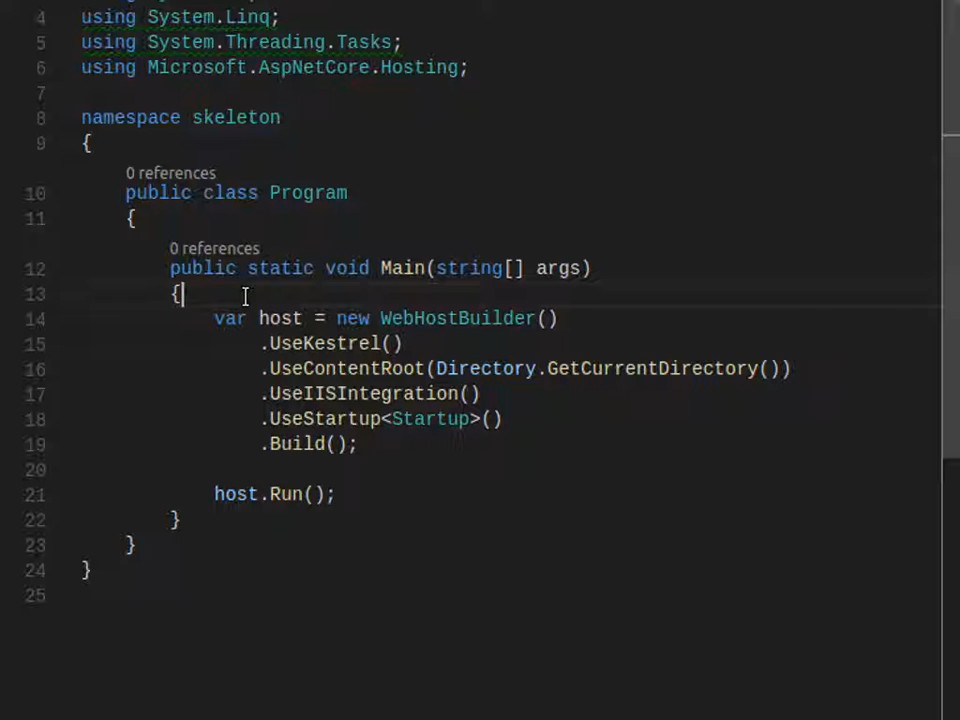 4 using System.Linq;
5 using System.Threading.Tasks;
6 using Microsoft.AspNetCore.Hosting;
7
8 namespace skeleton
9 {
0 references
10 public class Program
11 {
0 references
12 public static void Main(string[] args)
13 {
14 var host = new WebHostBuilder()
15 .UseKestrel()
16 .UseContentRoot(Directory.GetCurrentDirectory())
17 .UseIISIntegration()
18 .UseStartup<Startup>()
19 .Build();
20
21 host.Run();
22 }
23 }
24 }
25